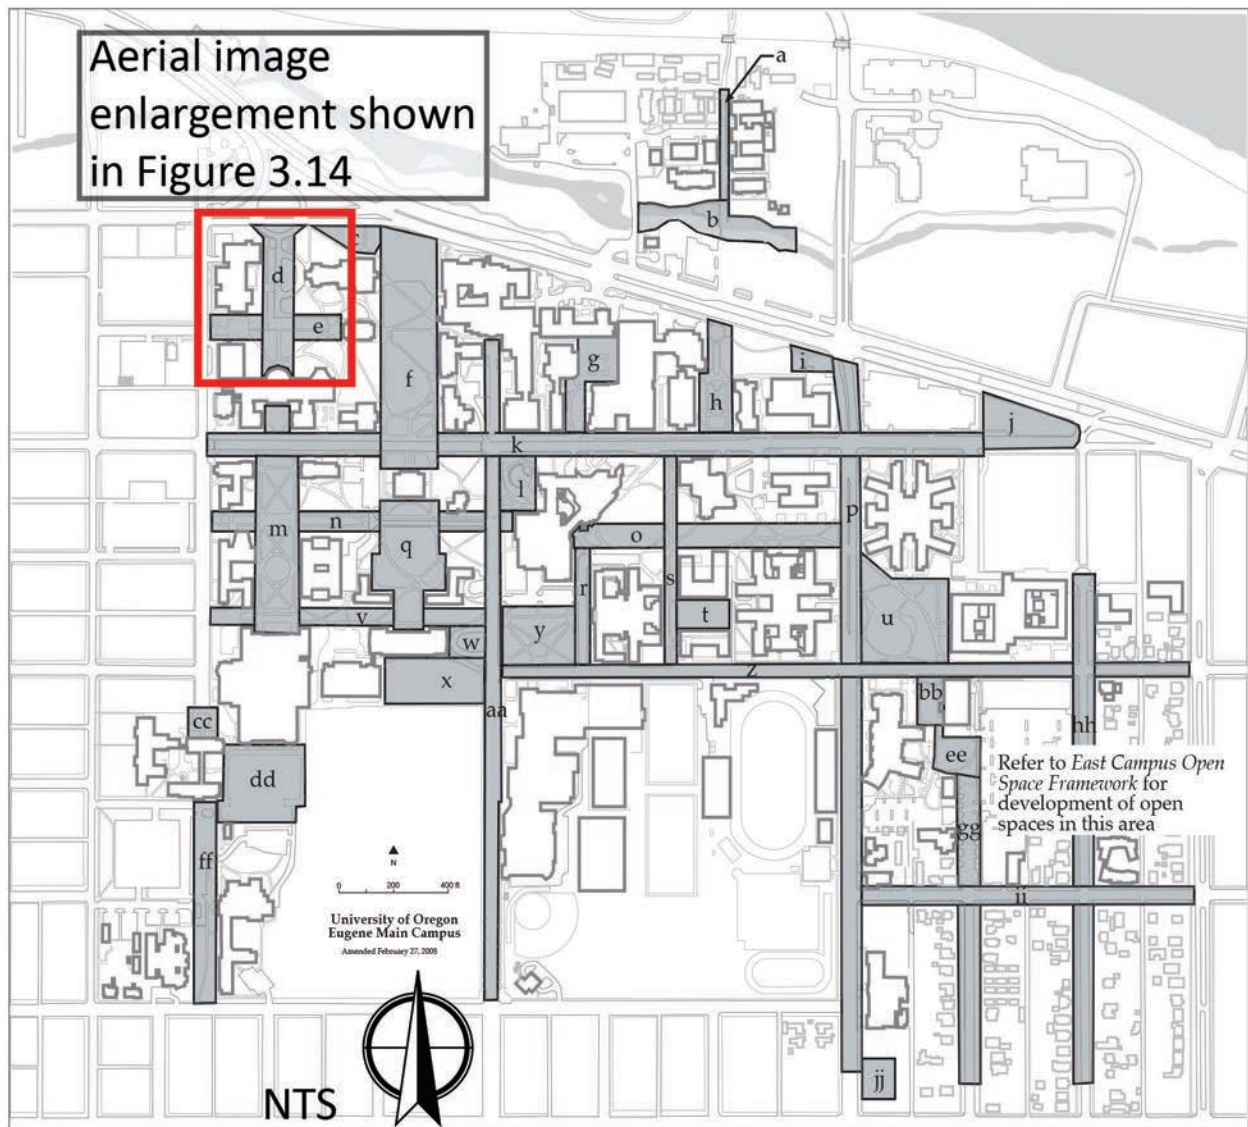 Aerial image
enlargement shown
in Figure 3.14
a
b
c
d
e
f
g
h
i
j
k
l
m
n
o
p
q
r
s
t
u
v
w
x
y
z
aa
bb
cc
dd
ee
ff
gg
hh
ii
jj
Refer to East Campus Open
Space Framework for
development of open
spaces in this area
N
0 200 400 ft
University of Oregon
Eugene Main Campus
Amended February 27, 2008
NTS